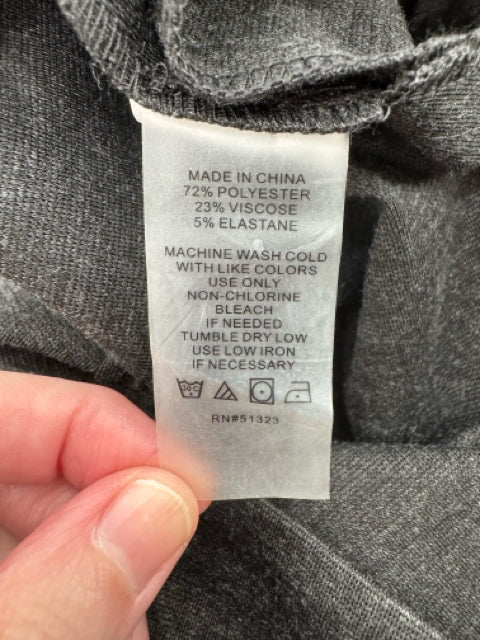 MADE IN CHINA
72% POLYESTER
23% VISCOSE
5% ELASTANE
MACHINE WASH COLD
WITH LIKE COLORS
USE ONLY
NON-CHLORINE
BLEACH
IF NEEDED
TUMBLE DRY LOW
USE LOW IRON
IF NECESSARY
30°C
RN#51323